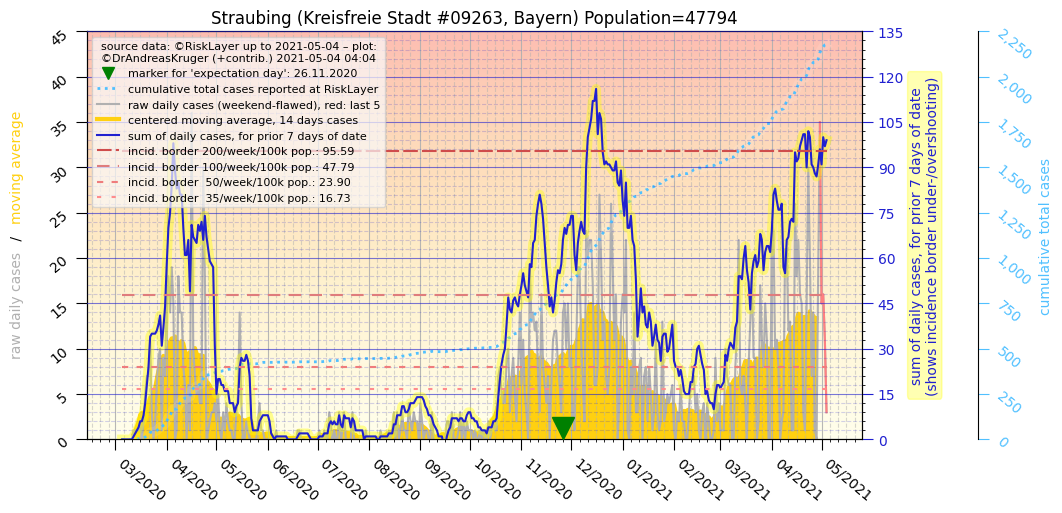 Straubing (Kreisfreie Stadt #09263, Bayern) Population=47794
source data: ©RiskLayer up to 2021-05-04 – plot:
©DrAndreasKruger (+contrib.) 2021-05-04 04:04
marker for 'expectation day': 26.11.2020
cumulative total cases reported at RiskLayer
raw daily cases (weekend-flawed), red: last 5
centered moving average, 14 days cases
sum of daily cases, for prior 7 days of date
incid. border 200/week/100k pop.: 95.59
incid. border 100/week/100k pop.: 47.79
incid. border  50/week/100k pop.: 23.90
incid. border  35/week/100k pop.: 16.73
raw daily cases / moving average
45
40
35
30
25
20
15
10
5
0
03/2020
04/2020
05/2020
06/2020
07/2020
08/2020
09/2020
10/2020
11/2020
12/2020
01/2021
02/2021
03/2021
04/2021
05/2021
135
120
105
90
75
60
45
30
15
0
sum of daily cases, for prior 7 days of date
(shows incidence border under-/overshooting)
2,250
2,000
1,750
1,500
1,250
1,000
750
500
250
0
cumulative total cases